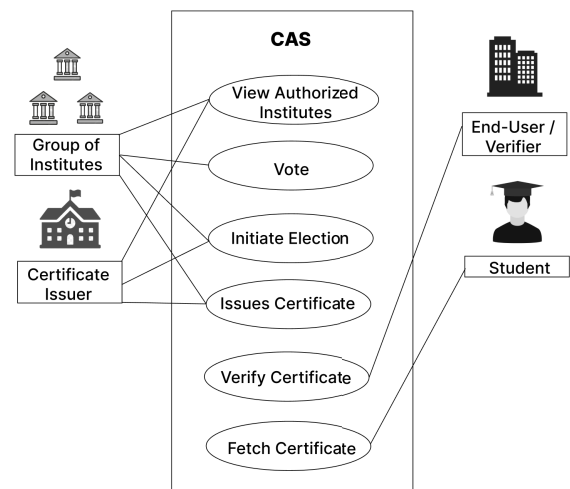 CAS
View Authorized
Institutes
Group of
Institutes
Vote
Initiate Election
Certificate
Issuer
Issues Certificate
Verify Certificate
Fetch Certificate
End-User /
Verifier
Student